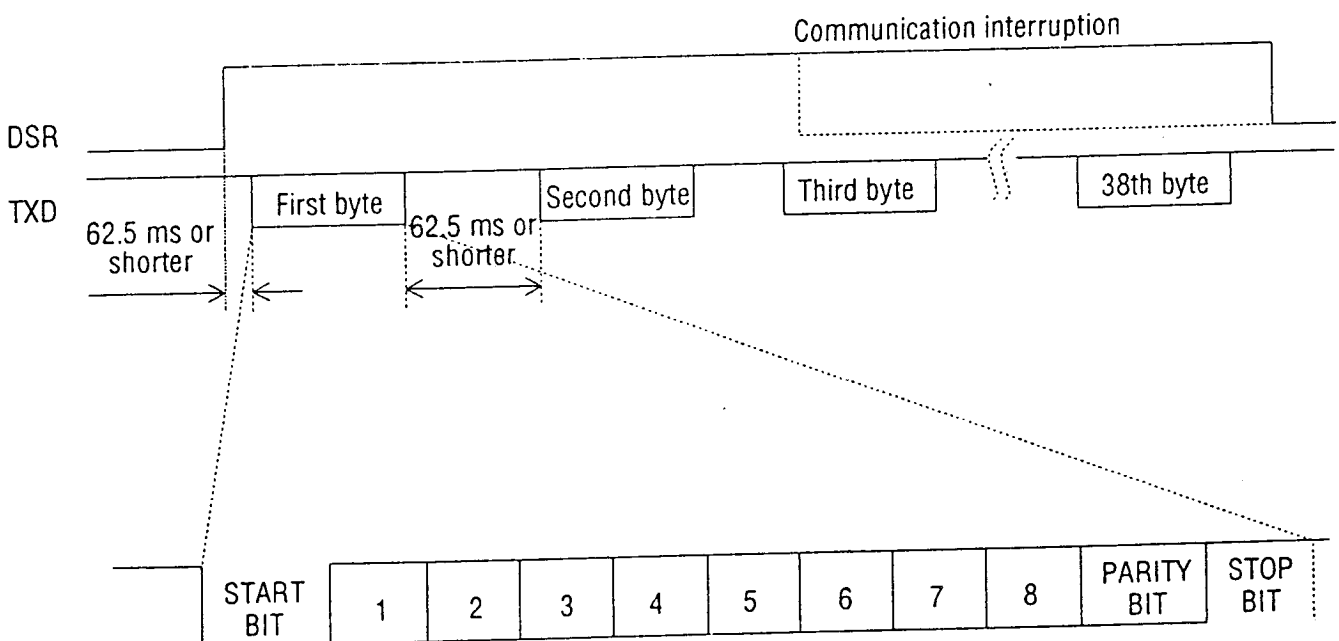 Communication interruption
DSR
TXD
First byte
Second byte
Third byte
38th byte
62.5 ms or
shorter
62.5 ms or
shorter
START
BIT
1
2
3
4
5
6
7
8
PARITY
BIT
STOP
BIT